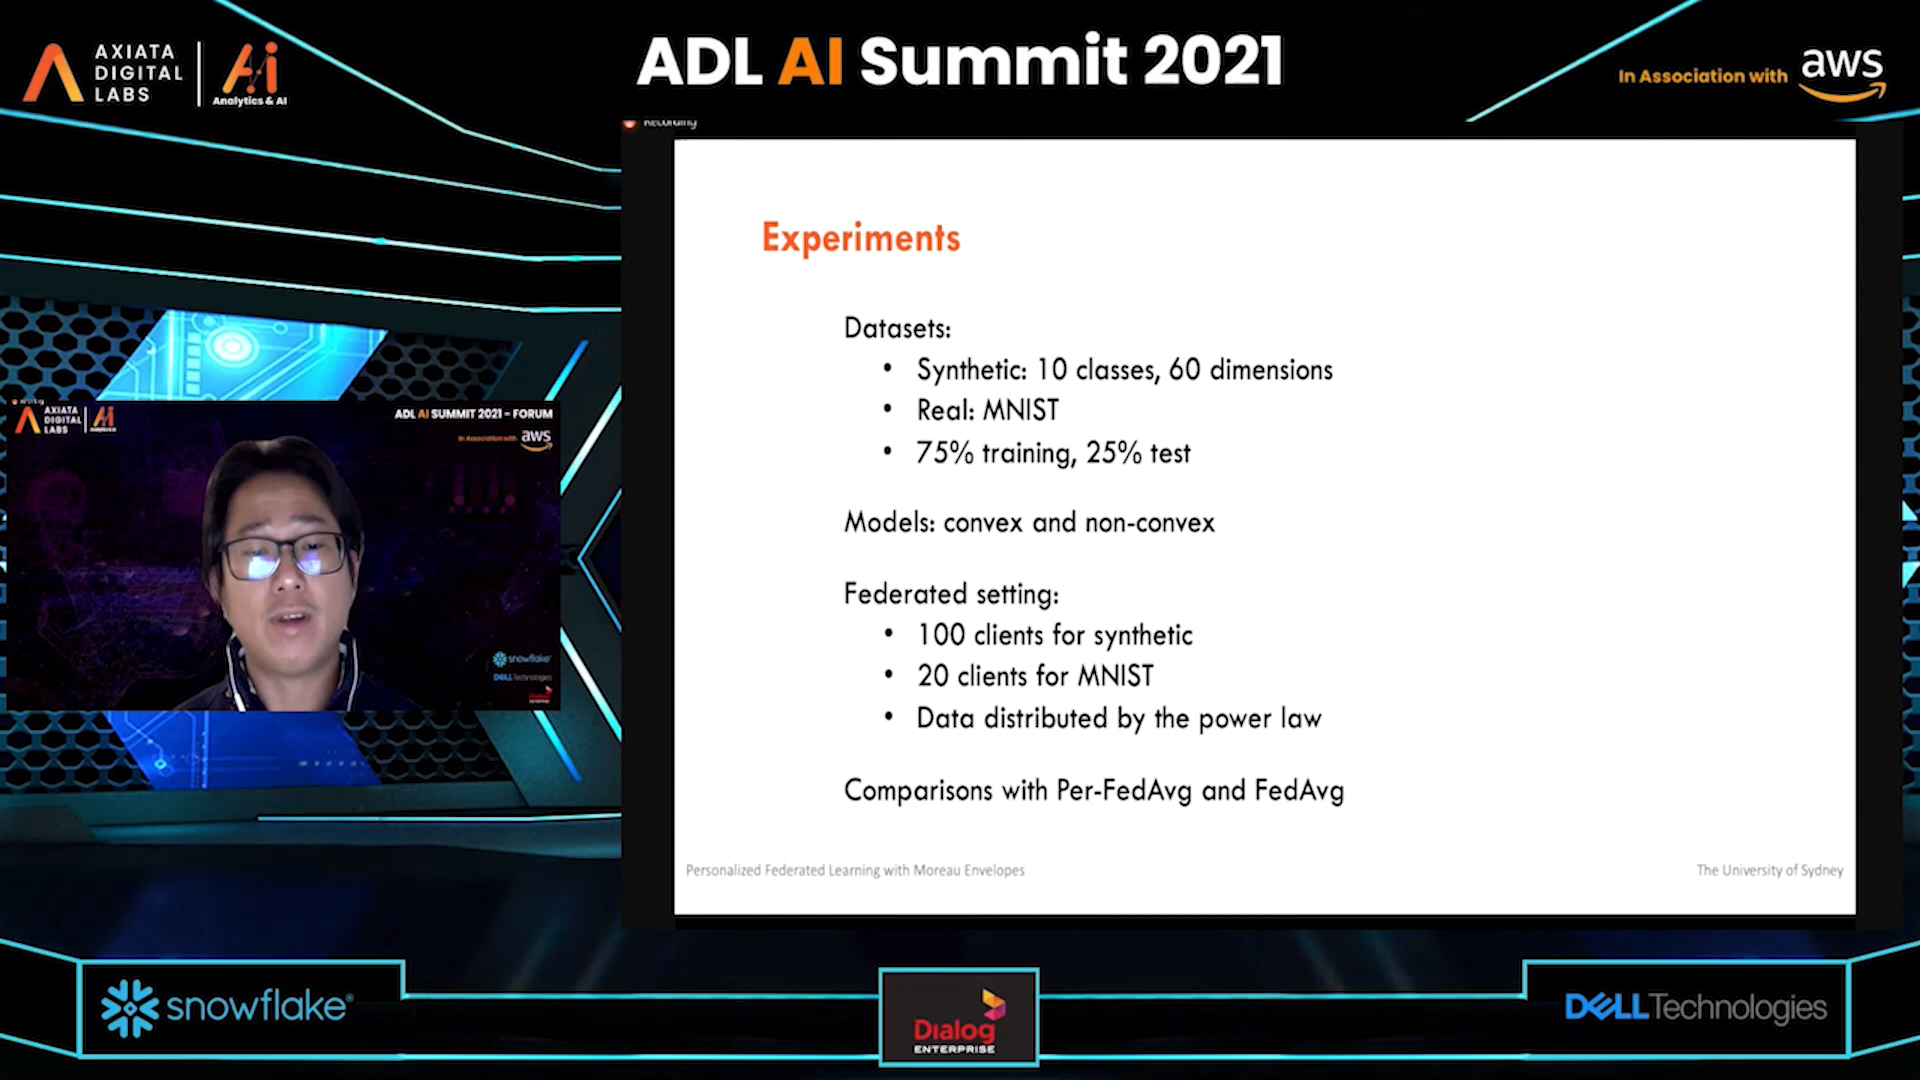 AXIATA
DIGITAL
LABS
Analytics & AI
ADL AI Summit 2021
In Association with
aws
Recording
Experiments
Datasets:
• Synthetic: 10 classes, 60 dimensions
• Real: MNIST
• 75% training, 25% test
Models: convex and non-convex
Federated setting:
• 100 clients for synthetic
• 20 clients for MNIST
• Data distributed by the power law
Comparisons with Per-FedAvg and FedAvg
Personalized Federated Learning with Moreau Envelopes
The University of Sydney
AXIATA
DIGITAL
LABS
ADL AI SUMMIT 2021 - FORUM
In Association with
aws
snowflake
DELL Technologies
snowflake®
Dialog
ENTERPRISE
DELL Technologies